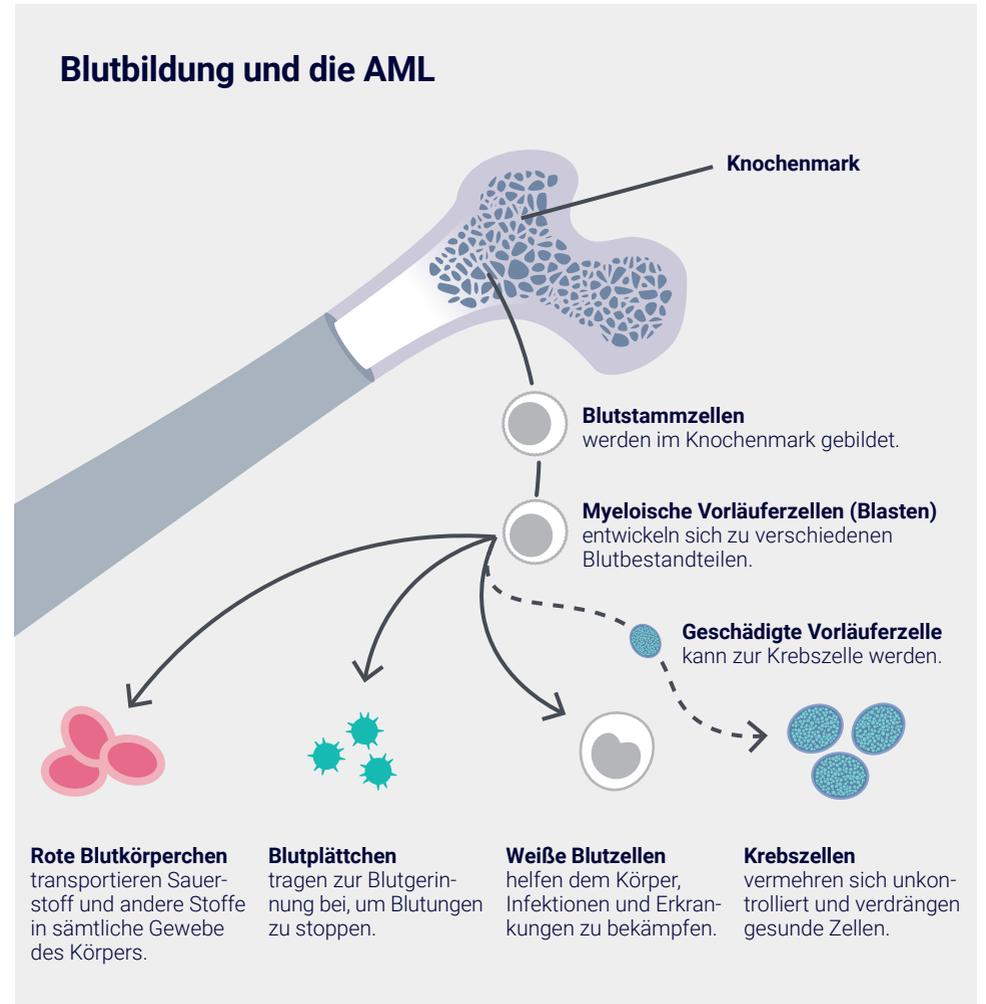 Blutbildung und die AML
Knochenmark
Blutstammzellen
werden im Knochenmark gebildet.
Myeloische Vorläuferzellen (Blasten)
entwickeln sich zu verschiedenen
Blutbestandteilen.
Geschädigte Vorläuferzelle
kann zur Krebszelle werden.
Rote Blutkörperchen
transportieren Sauer-
stoff und andere Stoffe
in sämtliche Gewebe
des Körpers.
Blutplättchen
tragen zur Blutgerin-
nung bei, um Blutungen
zu stoppen.
Weiße Blutzellen
helfen dem Körper,
Infektionen und Erkran-
kungen zu bekämpfen.
Krebszellen
vermehren sich unkon-
trolliert und verdrängen
gesunde Zellen.